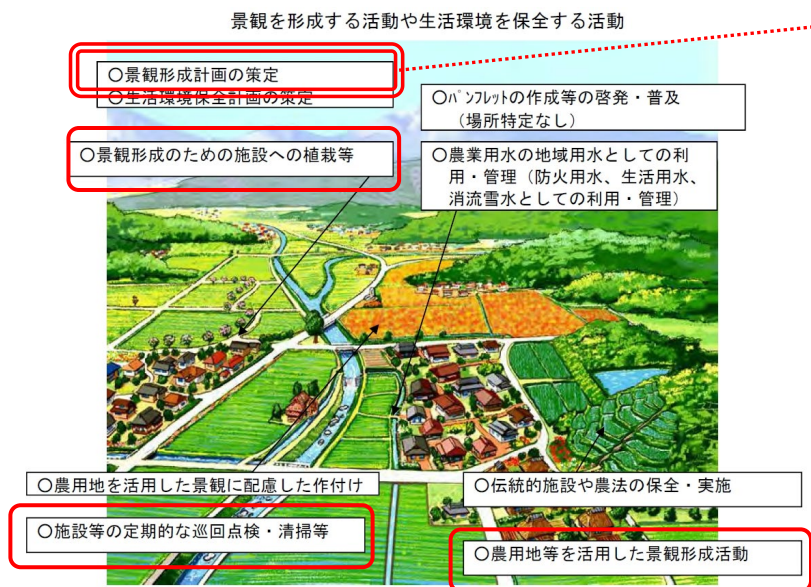 景観を形成する活動や生活環境を保全する活動
〇景観形成計画の策定
〇生活環境保全計画の策定
〇ﾊﾟﾝﾌﾚｯﾄの作成等の啓発・普及
（場所特定なし）
〇景観形成のための施設への植栽等
〇農業用水の地域用水としての利
用・管理（防火用水、生活用水、
消流雪水としての利用・管理）
〇農用地を活用した景観に配慮した作付け
〇伝統的施設や農法の保全・実施
〇施設等の定期的な巡回点検・清掃等
〇農用地等を活用した景観形成活動